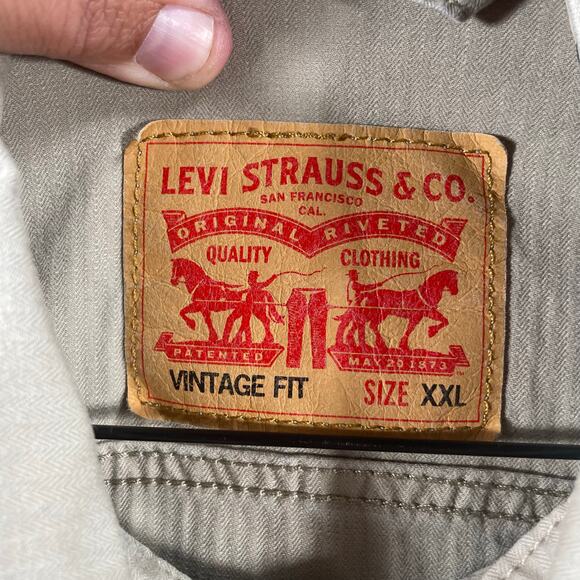 LEVI STRAUSS & CO.
SAN FRANCISCO
CAL.
ORIGINAL RIVETED
QUALITY CLOTHING
PATENTED MAY 20 1873
VINTAGE FIT SIZE XXL